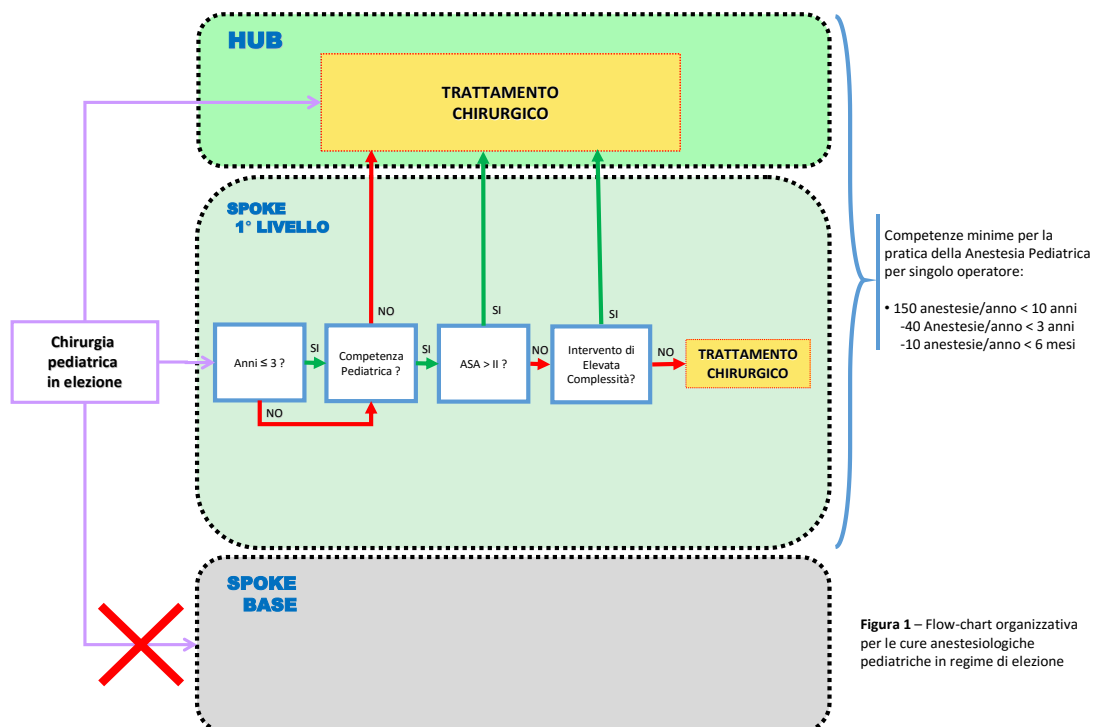 HUB
TRATTAMENTO
CHIRURGICO
SPOKE
1° LIVELLO
Chirurgia
pediatrica
in elezione
Anni ≤ 3 ?
SI
NO
Competenza
Pediatrica ?
NO
SI
ASA > II ?
SI
NO
Intervento di
Elevata
Complessità?
SI
NO
TRATTAMENTO
CHIRURGICO
Competenze minime per la
pratica della Anestesia Pediatrica
per singolo operatore:
• 150 anestesie/anno < 10 anni
-40 Anestesie/anno < 3 anni
-10 anestesie/anno < 6 mesi
SPOKE
BASE
Figura 1 – Flow-chart organizzativa
per le cure anestesiologiche
pediatriche in regime di elezione